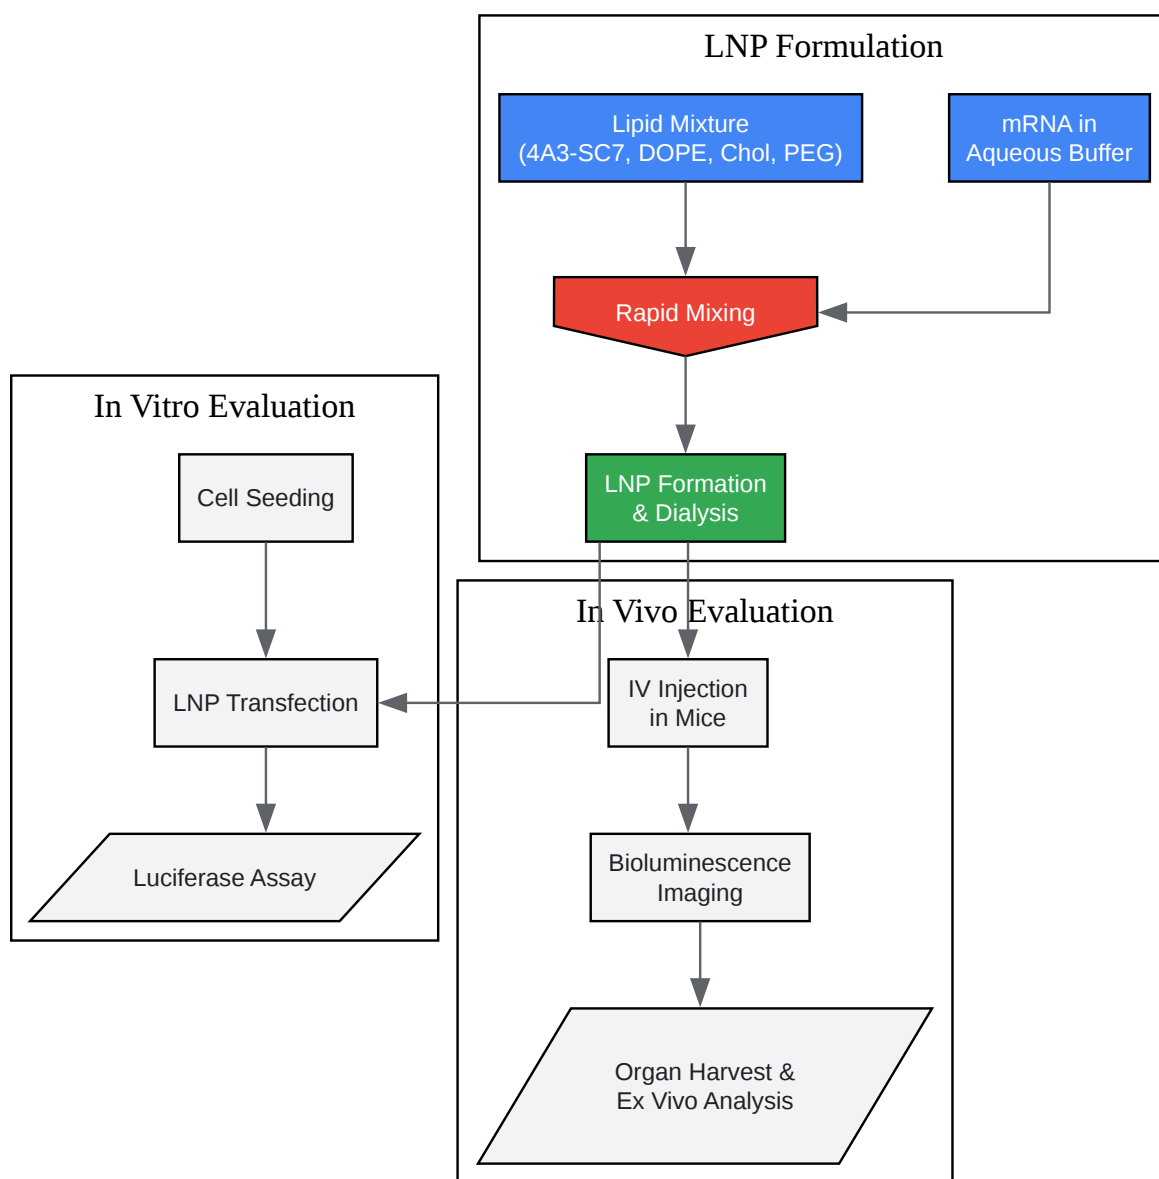 LNP Formulation
Lipid Mixture
(4A3-SC7, DOPE, Chol, PEG)
mRNA in
Aqueous Buffer
Rapid Mixing
LNP Formation
& Dialysis
In Vitro Evaluation
Cell Seeding
LNP Transfection
Luciferase Assay
In Vivo Evaluation
IV Injection
in Mice
Bioluminescence
Imaging
Organ Harvest &
Ex Vivo Analysis